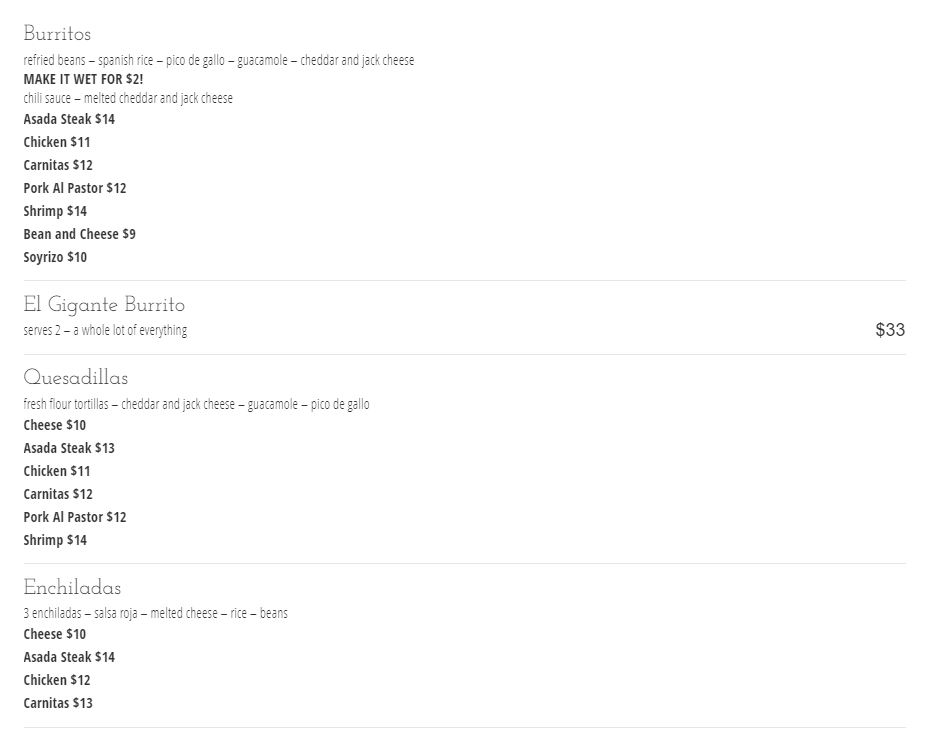 Burritos
refried beans – spanish rice – pico de gallo – guacamole – cheddar and jack cheese
MAKE IT WET FOR $2!
chili sauce – melted cheddar and jack cheese
Asada Steak $14
Chicken $11
Carnitas $12
Pork Al Pastor $12
Shrimp $14
Bean and Cheese $9
Soyrizo $10
El Gigante Burrito
serves 2 – a whole lot of everything $33
Quesadillas
fresh flour tortillas – cheddar and jack cheese – guacamole – pico de gallo
Cheese $10
Asada Steak $13
Chicken $11
Carnitas $12
Pork Al Pastor $12
Shrimp $14
Enchiladas
3 enchiladas – salsa roja – melted cheese – rice – beans
Cheese $10
Asada Steak $14
Chicken $12
Carnitas $13